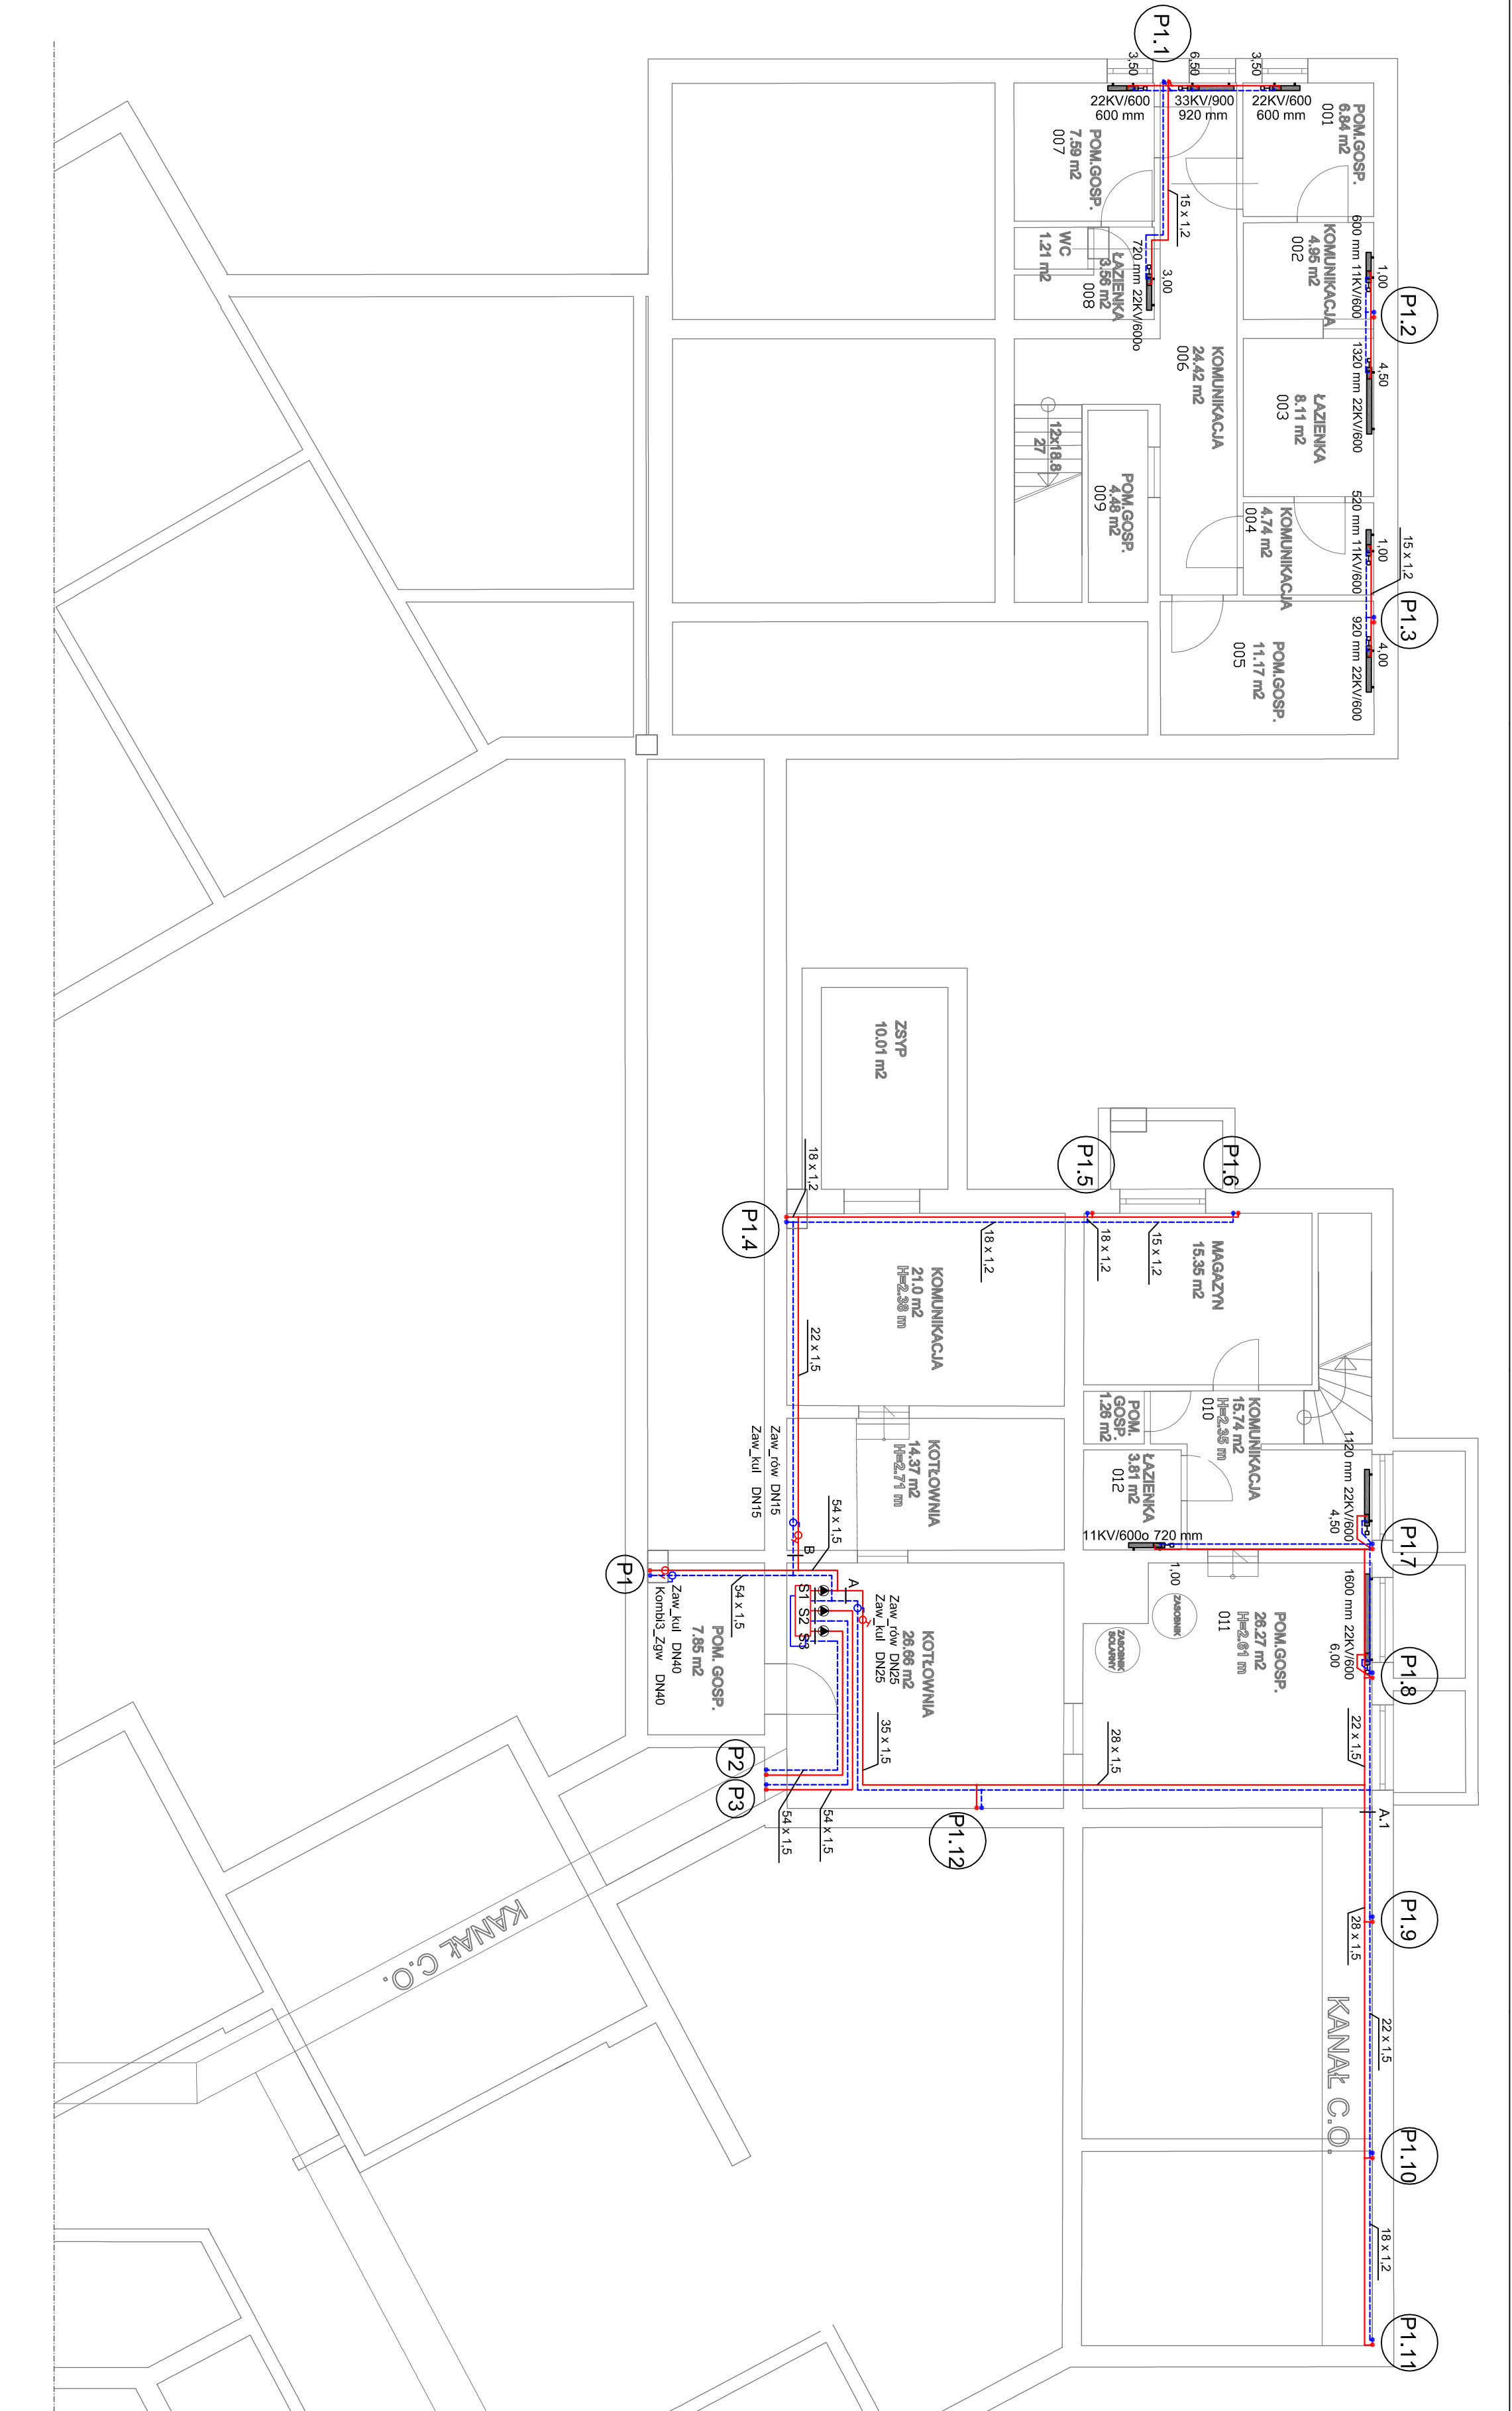 P1.1
3,50
6,50
3,50
22KV/600
600 mm
33KV/900
920 mm
22KV/600
600 mm
POM.GOSP.
6.84 m2
001
POM.GOSP.
7.59 m2
007
15 x 1,2
KOMUNIKACJA
4.95 m2
002
600 mm 11KV/600
1,00
P1.2
WC
1.21 m2
ŁAZIENKA
3.56 m2
008
720 mm 22KV/600o
3,00
KOMUNIKACJA
24.42 m2
006
1320 mm 22KV/600
4,50
ŁAZIENKA
8.11 m2
003
12x18.8
27
POM.GOSP.
4.48 m2
009
KOMUNIKACJA
4.74 m2
004
520 mm 11KV/600
1,00
15 x 1,2
P1.3
920 mm 22KV/600
4,00
POM.GOSP.
11.17 m2
005
ZSYP
10.01 m2
18 x 1,2
P1.4
P1.5
P1.6
18 x 1,2
18 x 1,2
15 x 1,2
MAGAZYN
15.35 m2
KOMUNIKACJA
21.0 m2
H=2.38 m
22 x 1,5
Zaw_rów DN15
Zaw_kul DN15
KOTŁOWNIA
14.37 m2
H=2.71 m
POM.
GOSP.
1.26 m2
KOMUNIKACJA
15.74 m2
H=2.35 m
010
ŁAZIENKA
3.81 m2
012
1120 mm 22KV/600
4,50
P1.7
11KV/600o 720 mm
1,00
54 x 1,5
B
P1
A
S1
S2
S3
54 x 1,5
Zaw_kul DN40
Kombi3_Zgw DN40
POM. GOSP.
7.85 m2
Zaw_rów DN25
Zaw_kul DN25
KOTŁOWNIA
26.66 m2
ZASOBNIK
ZASOBNIK
SOLARNY
POM.GOSP.
26.27 m2
H=2.61 m
011
1600 mm 22KV/600
6,00
P1.8
22 x 1,5
35 x 1,5
28 x 1,5
P2
P3
54 x 1,5
54 x 1,5
P1.12
A.1
P1.9
28 x 1,5
KANAŁ C.O.
KANAŁ C.O.
22 x 1,5
P1.10
18 x 1,2
P1.11